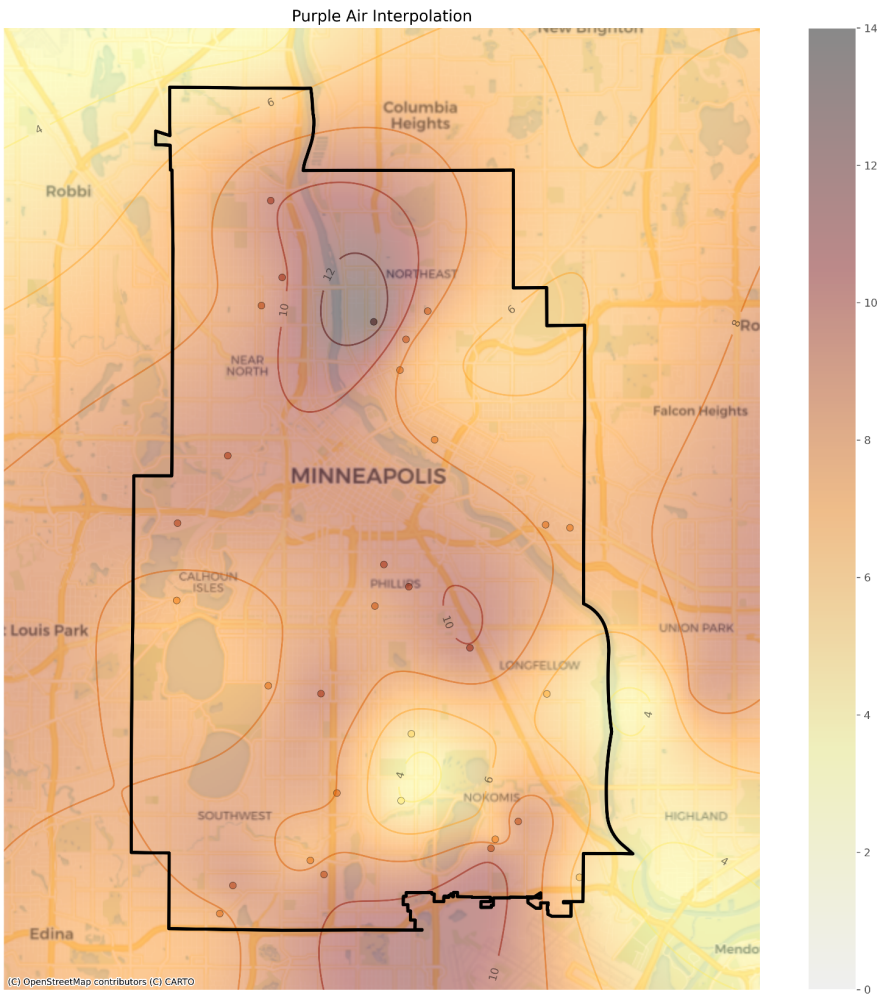 Purple Air Interpolation
New Brighton
14
6
Columbia
Heights
4
12
Robbi
12
NORTHEAST
10
10
6
8
Ro
NEAR
NORTH
Falcon Heights
8
MINNEAPOLIS
6
CALHOUN
ISLES
PHILLIPS
10
t Louis Park
UNION PARK
LONGFELLOW
4
4
4
6
NOKOMIS
SOUTHWEST
HIGHLAND
4
2
Edina
Mendo
10
(C) OpenStreetMap contributors (C) CARTO
0